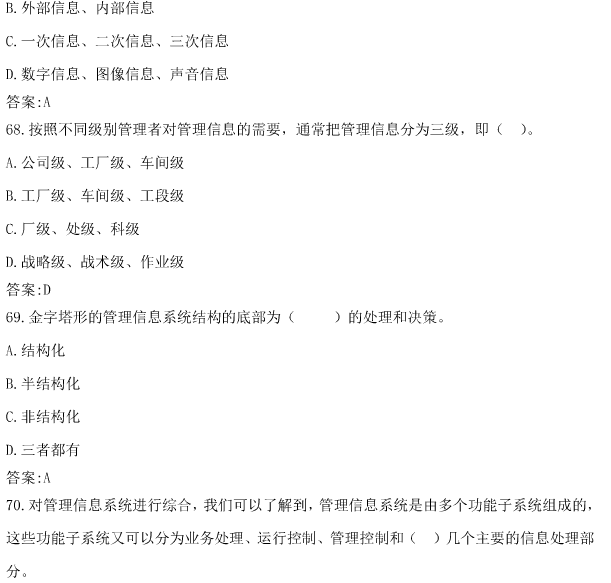 B.外部信息、内部信息
C.一次信息、二次信息、三次信息
D.数字信息、图像信息、声音信息
答案:A
68.按照不同级别管理者对管理信息的需要，通常把管理信息分为三级，即（　）。
A.公司级、工厂级、车间级
B.工厂级、车间级、工段级
C.厂级、处级、科级
D.战略级、战术级、作业级
答案:D
69.金字塔形的管理信息系统结构的底部为（　　）的处理和决策。
A.结构化
B.半结构化
C.非结构化
D.三者都有
答案:A
70.对管理信息系统进行综合，我们可以了解到，管理信息系统是由多个功能子系统组成的，
这些功能子系统又可以分为业务处理、运行控制、管理控制和（　）几个主要的信息处理部
分。